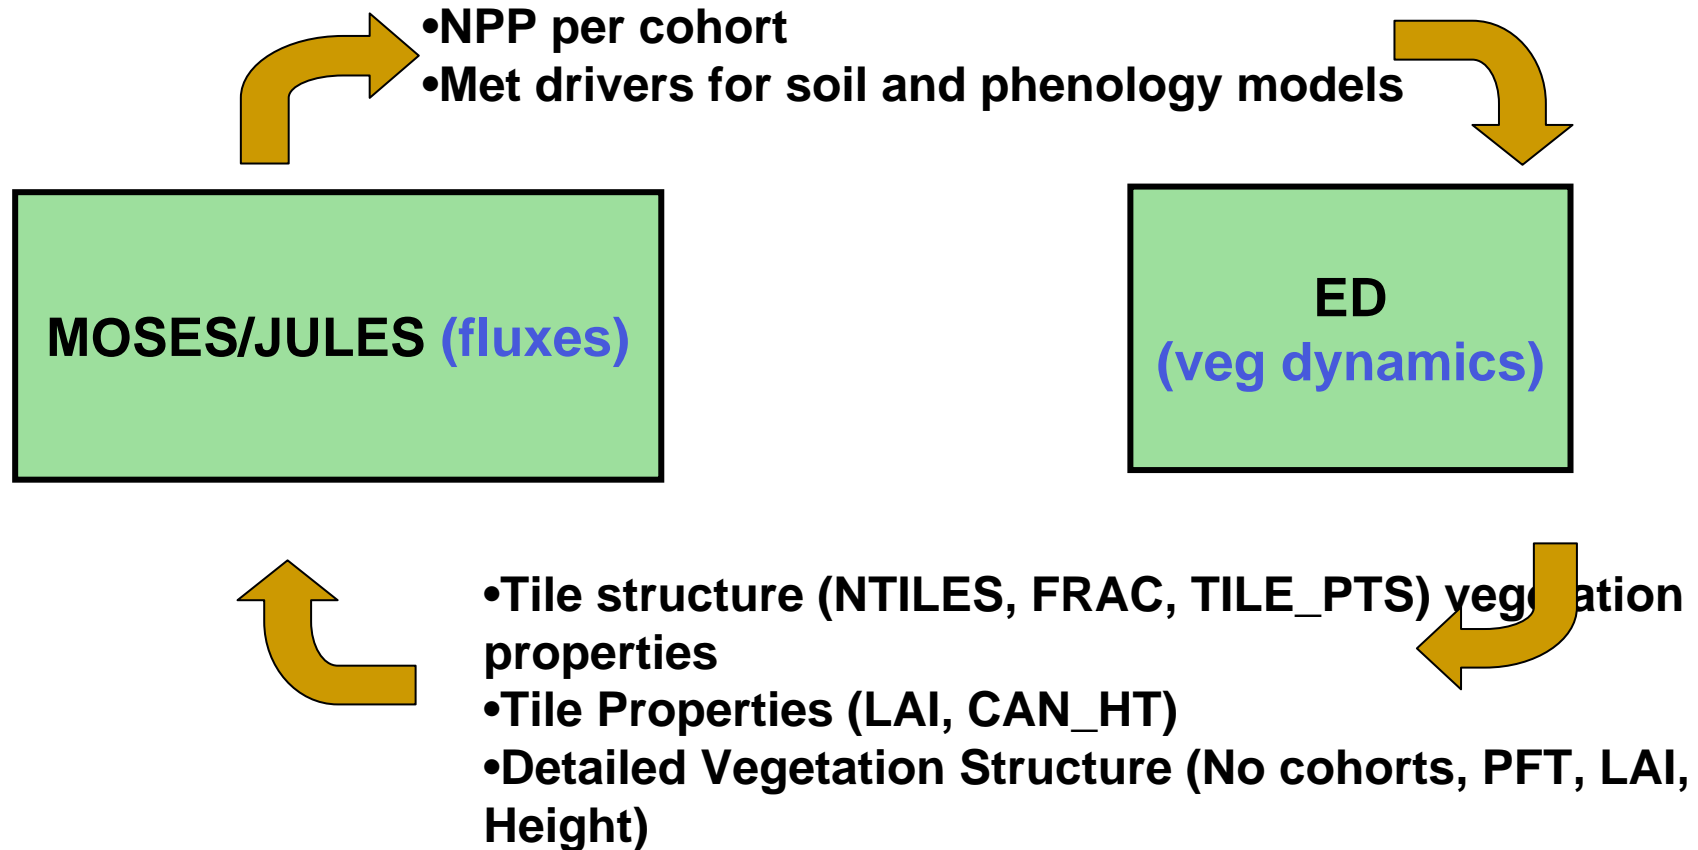 •NPP per cohort
•Met drivers for soil and phenology models
MOSES/JULES (fluxes)
ED
(veg dynamics)
•Tile structure (NTILES, FRAC, TILE_PTS) vegetation
properties
•Tile Properties (LAI, CAN_HT)
•Detailed Vegetation Structure (No cohorts, PFT, LAI,
Height)